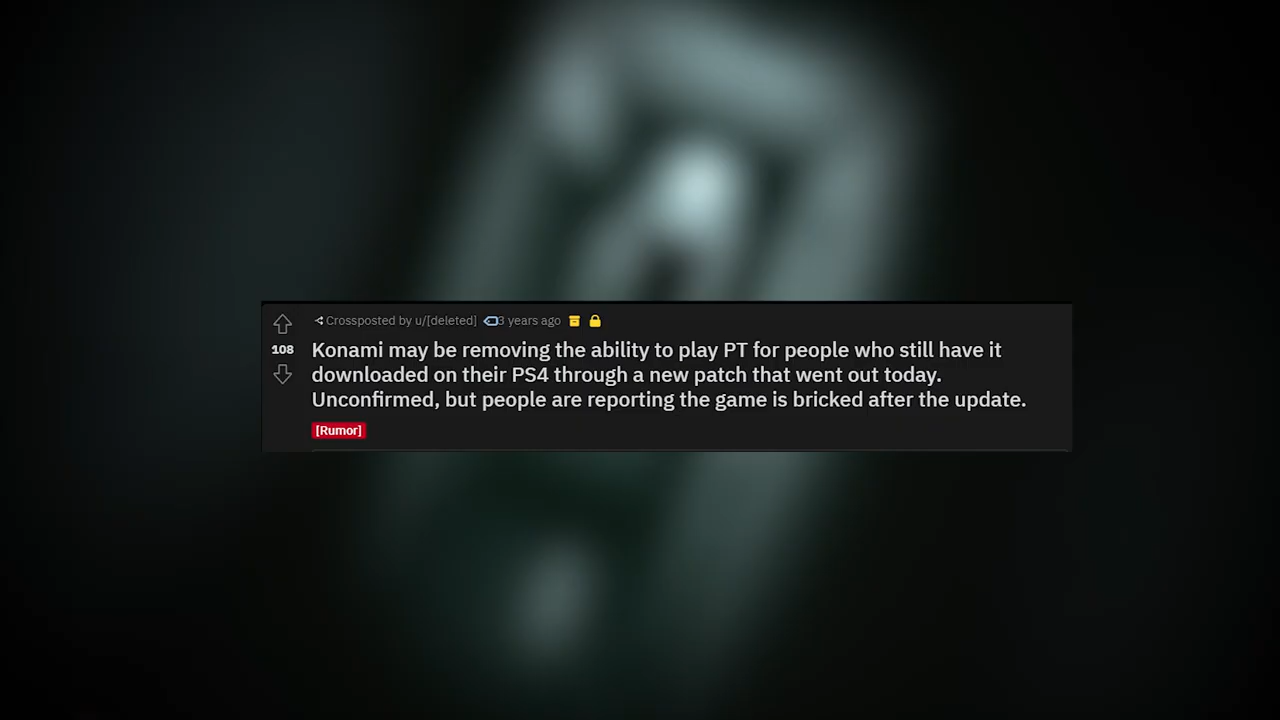 Crossposted by u/[deleted] 3 years ago
108
Konami may be removing the ability to play PT for people who still have it
downloaded on their PS4 through a new patch that went out today.
Unconfirmed, but people are reporting the game is bricked after the update.
[Rumor]